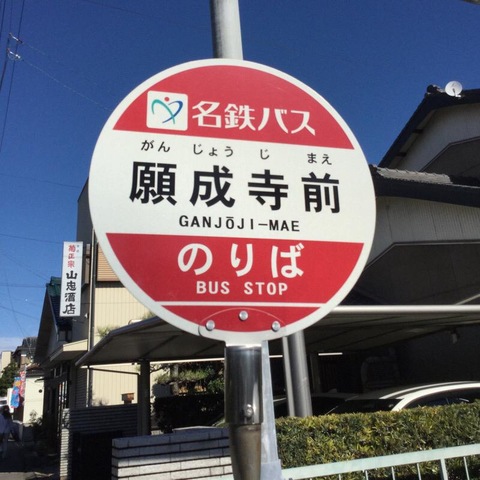 名鉄バス
がん じょう じ まえ
願成寺前
GANJŌJI-MAE
のりば
BUS STOP
山忠酒店